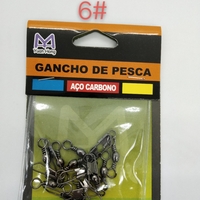 6#
GANCHO DE PESCA
AÇO CARBONO